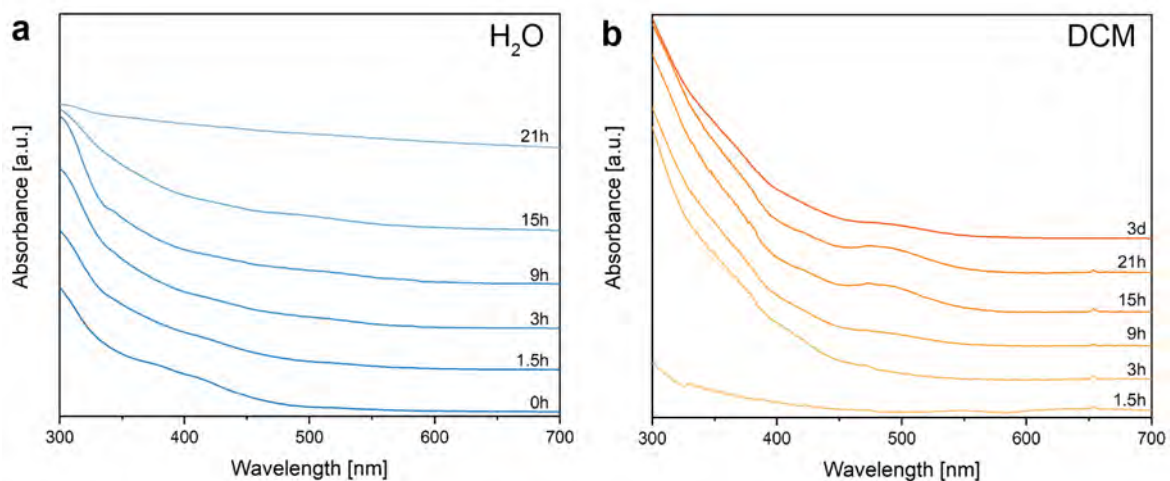 a
H₂O
Absorbance [a.u.]
21h
15h
9h
3h
1.5h
0h
300 400 500 600 700
Wavelength [nm]
b
DCM
Absorbance [a.u.]
3d
21h
15h
9h
3h
1.5h
300 400 500 600 700
Wavelength [nm]